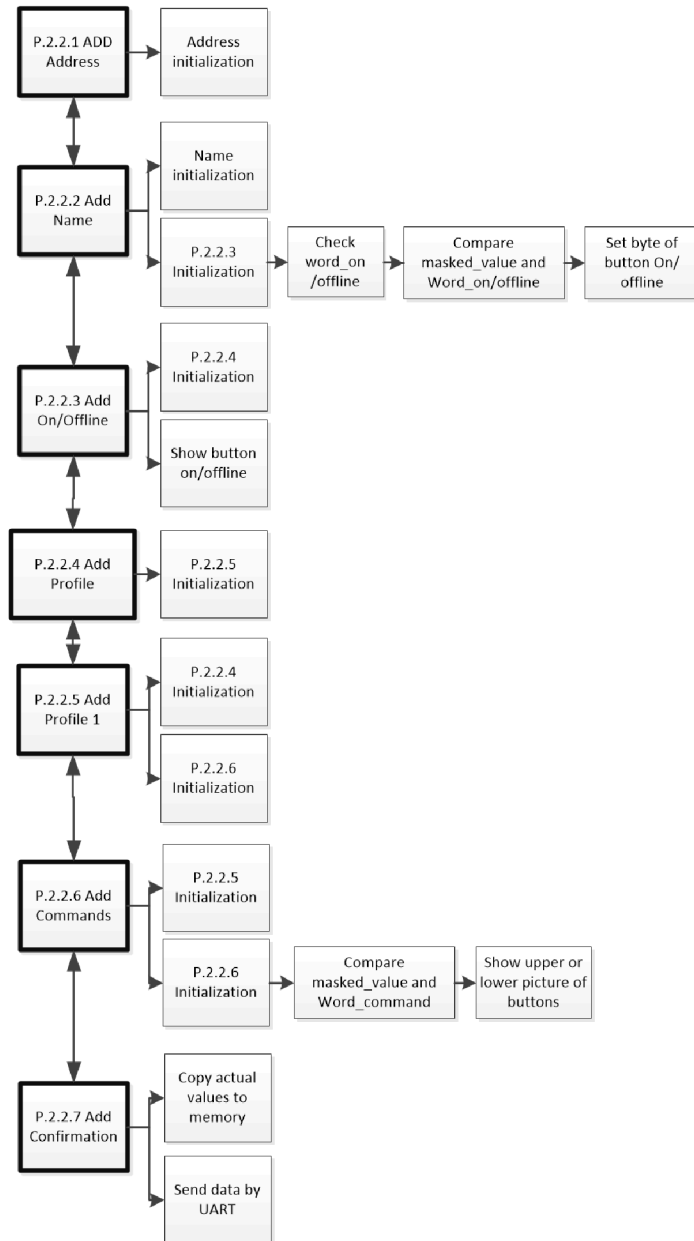 P.2.2.1 ADD
Address
Address
initialization
P.2.2.2 Add
Name
Name
initialization
P.2.2.3
Initialization
Check
word_on
/offline
Compare
masked_value and
Word_on/offline
Set byte of
button On/
offline
P.2.2.3 Add
On/Offline
P.2.2.4
Initialization
Show button
on/offline
P.2.2.4 Add
Profile
P.2.2.5
Initialization
P.2.2.5 Add
Profile 1
P.2.2.4
Initialization
P.2.2.6
Initialization
P.2.2.6 Add
Commands
P.2.2.5
Initialization
P.2.2.6
Initialization
Compare
masked_value and
Word_command
Show upper or
lower picture of
buttons
P.2.2.7 Add
Confirmation
Copy actual
values to
memory
Send data by
UART